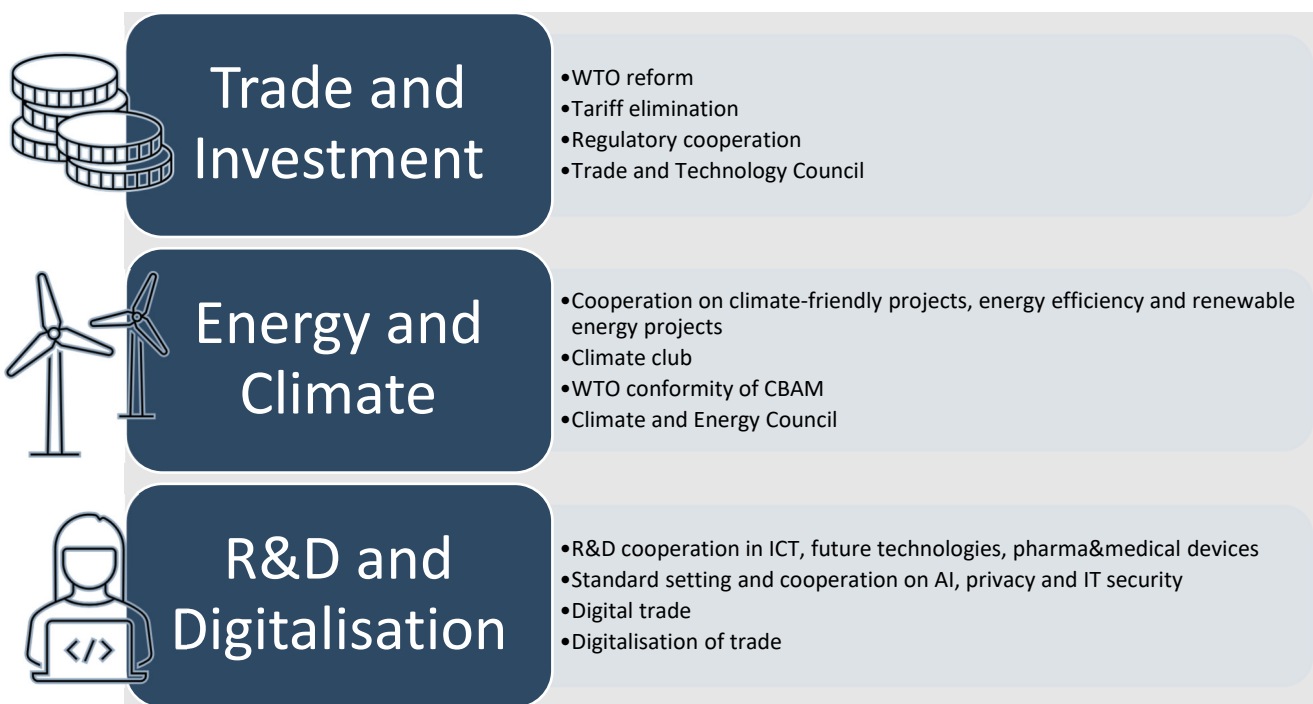 Trade and
Investment
•WTO reform
•Tariff elimination
•Regulatory cooperation
•Trade and Technology Council
Energy and
Climate
•Cooperation on climate-friendly projects, energy efficiency and renewable
energy projects
•Climate club
•WTO conformity of CBAM
•Climate and Energy Council
R&D and
Digitalisation
•R&D cooperation in ICT, future technologies, pharma&medical devices
•Standard setting and cooperation on AI, privacy and IT security
•Digital trade
•Digitalisation of trade
</>